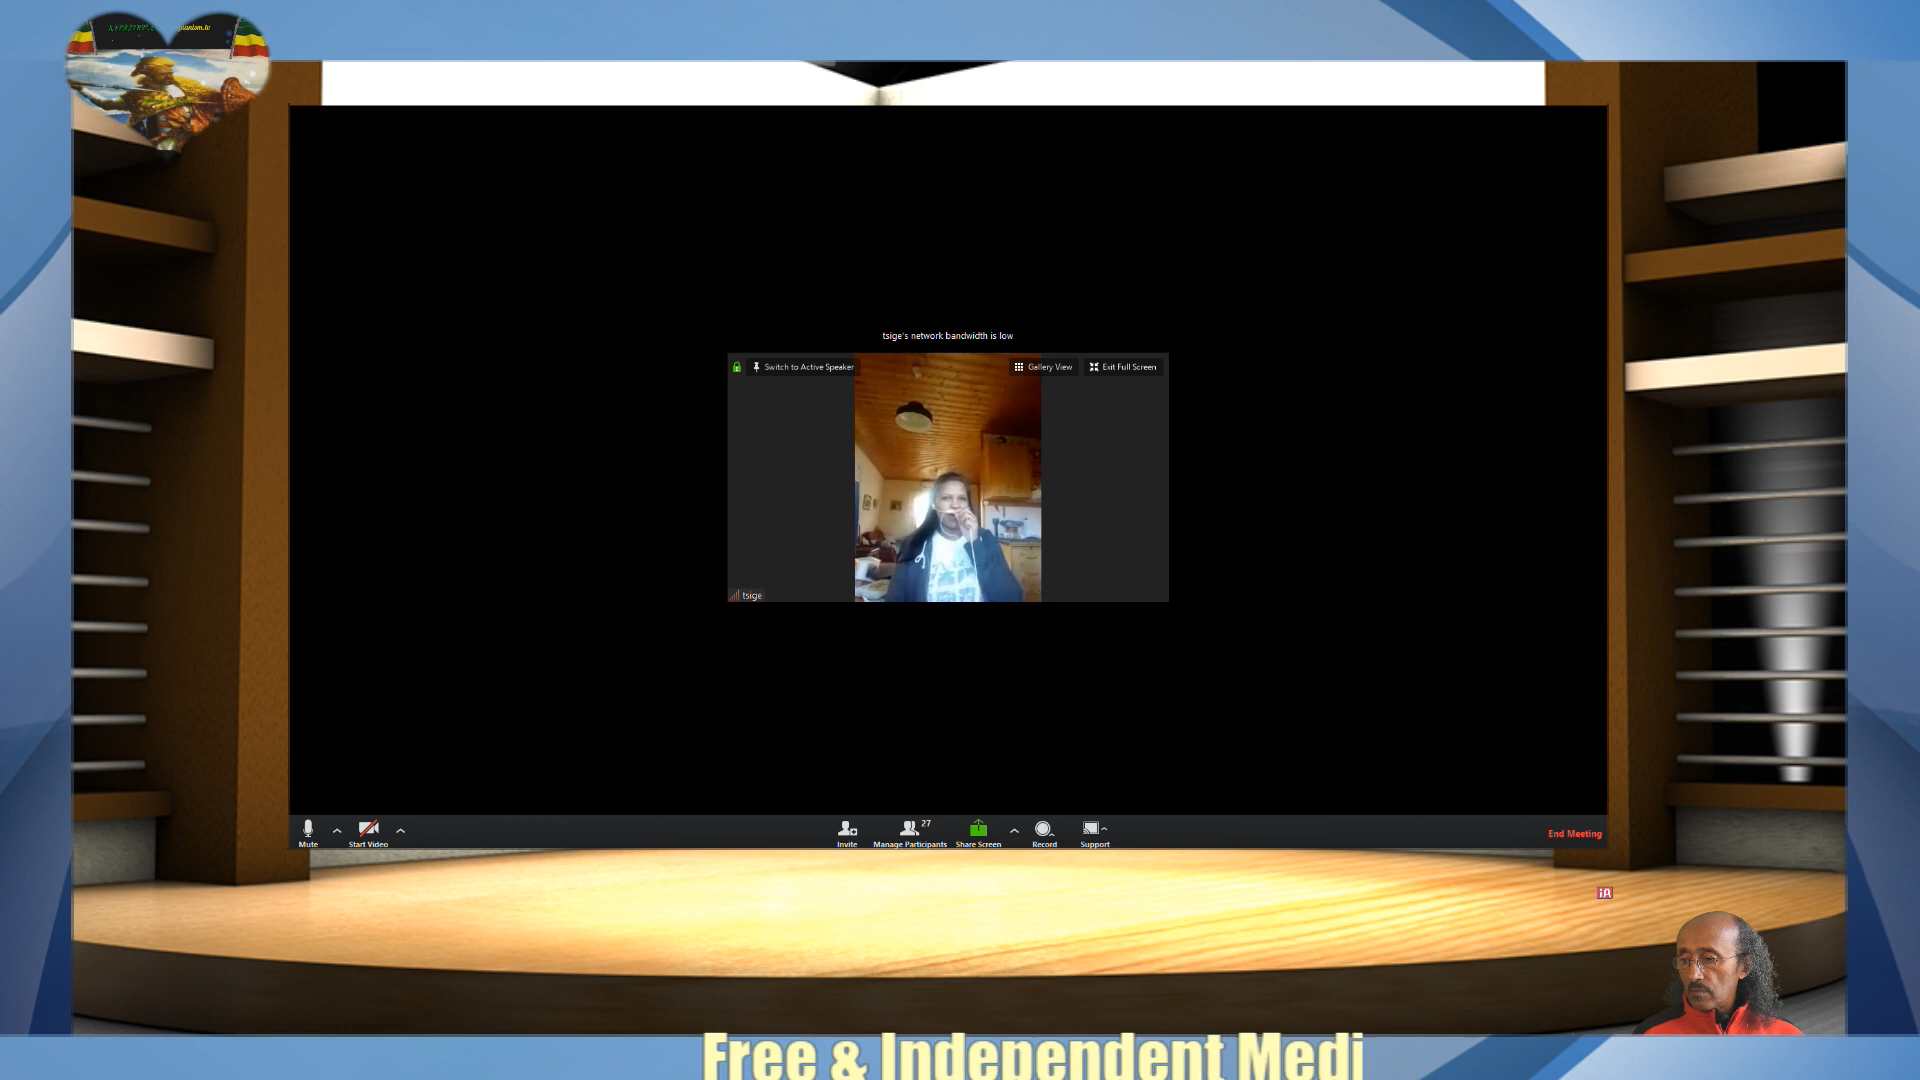 tsige's network bandwidth is low
Switch to Active Speaker
Gallery View
Exit Full Screen
tsige
Mute
Start Video
Invite
27
Manage Participants
Share Screen
Record
Support
End Meeting
iA
Free & Independent Medi